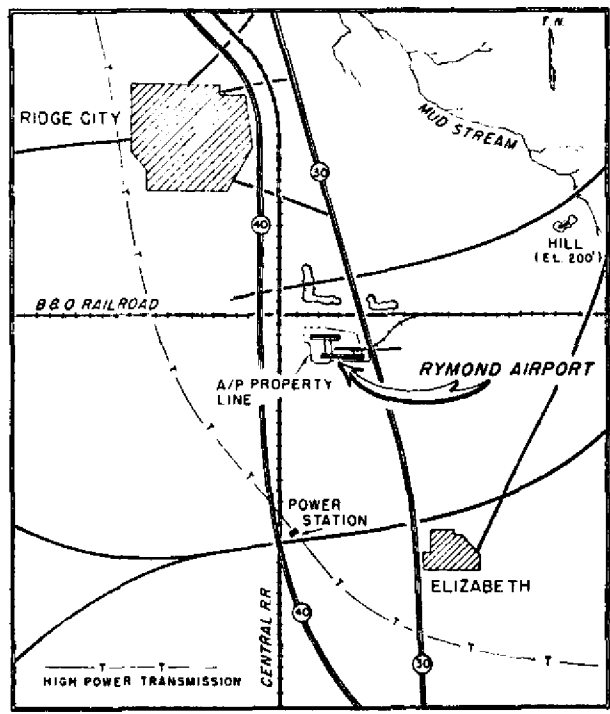 T. N.
RIDGE CITY
MUD STREAM
30
40
HILL
(EL. 200')
B & O RAILROAD
RYMOND AIRPORT
A/P PROPERTY
LINE
POWER
STATION
ELIZABETH
CENTRAL R.R
40
30
T T
HIGH POWER TRANSMISSION
T
T
T
T
T
T
T
T
T